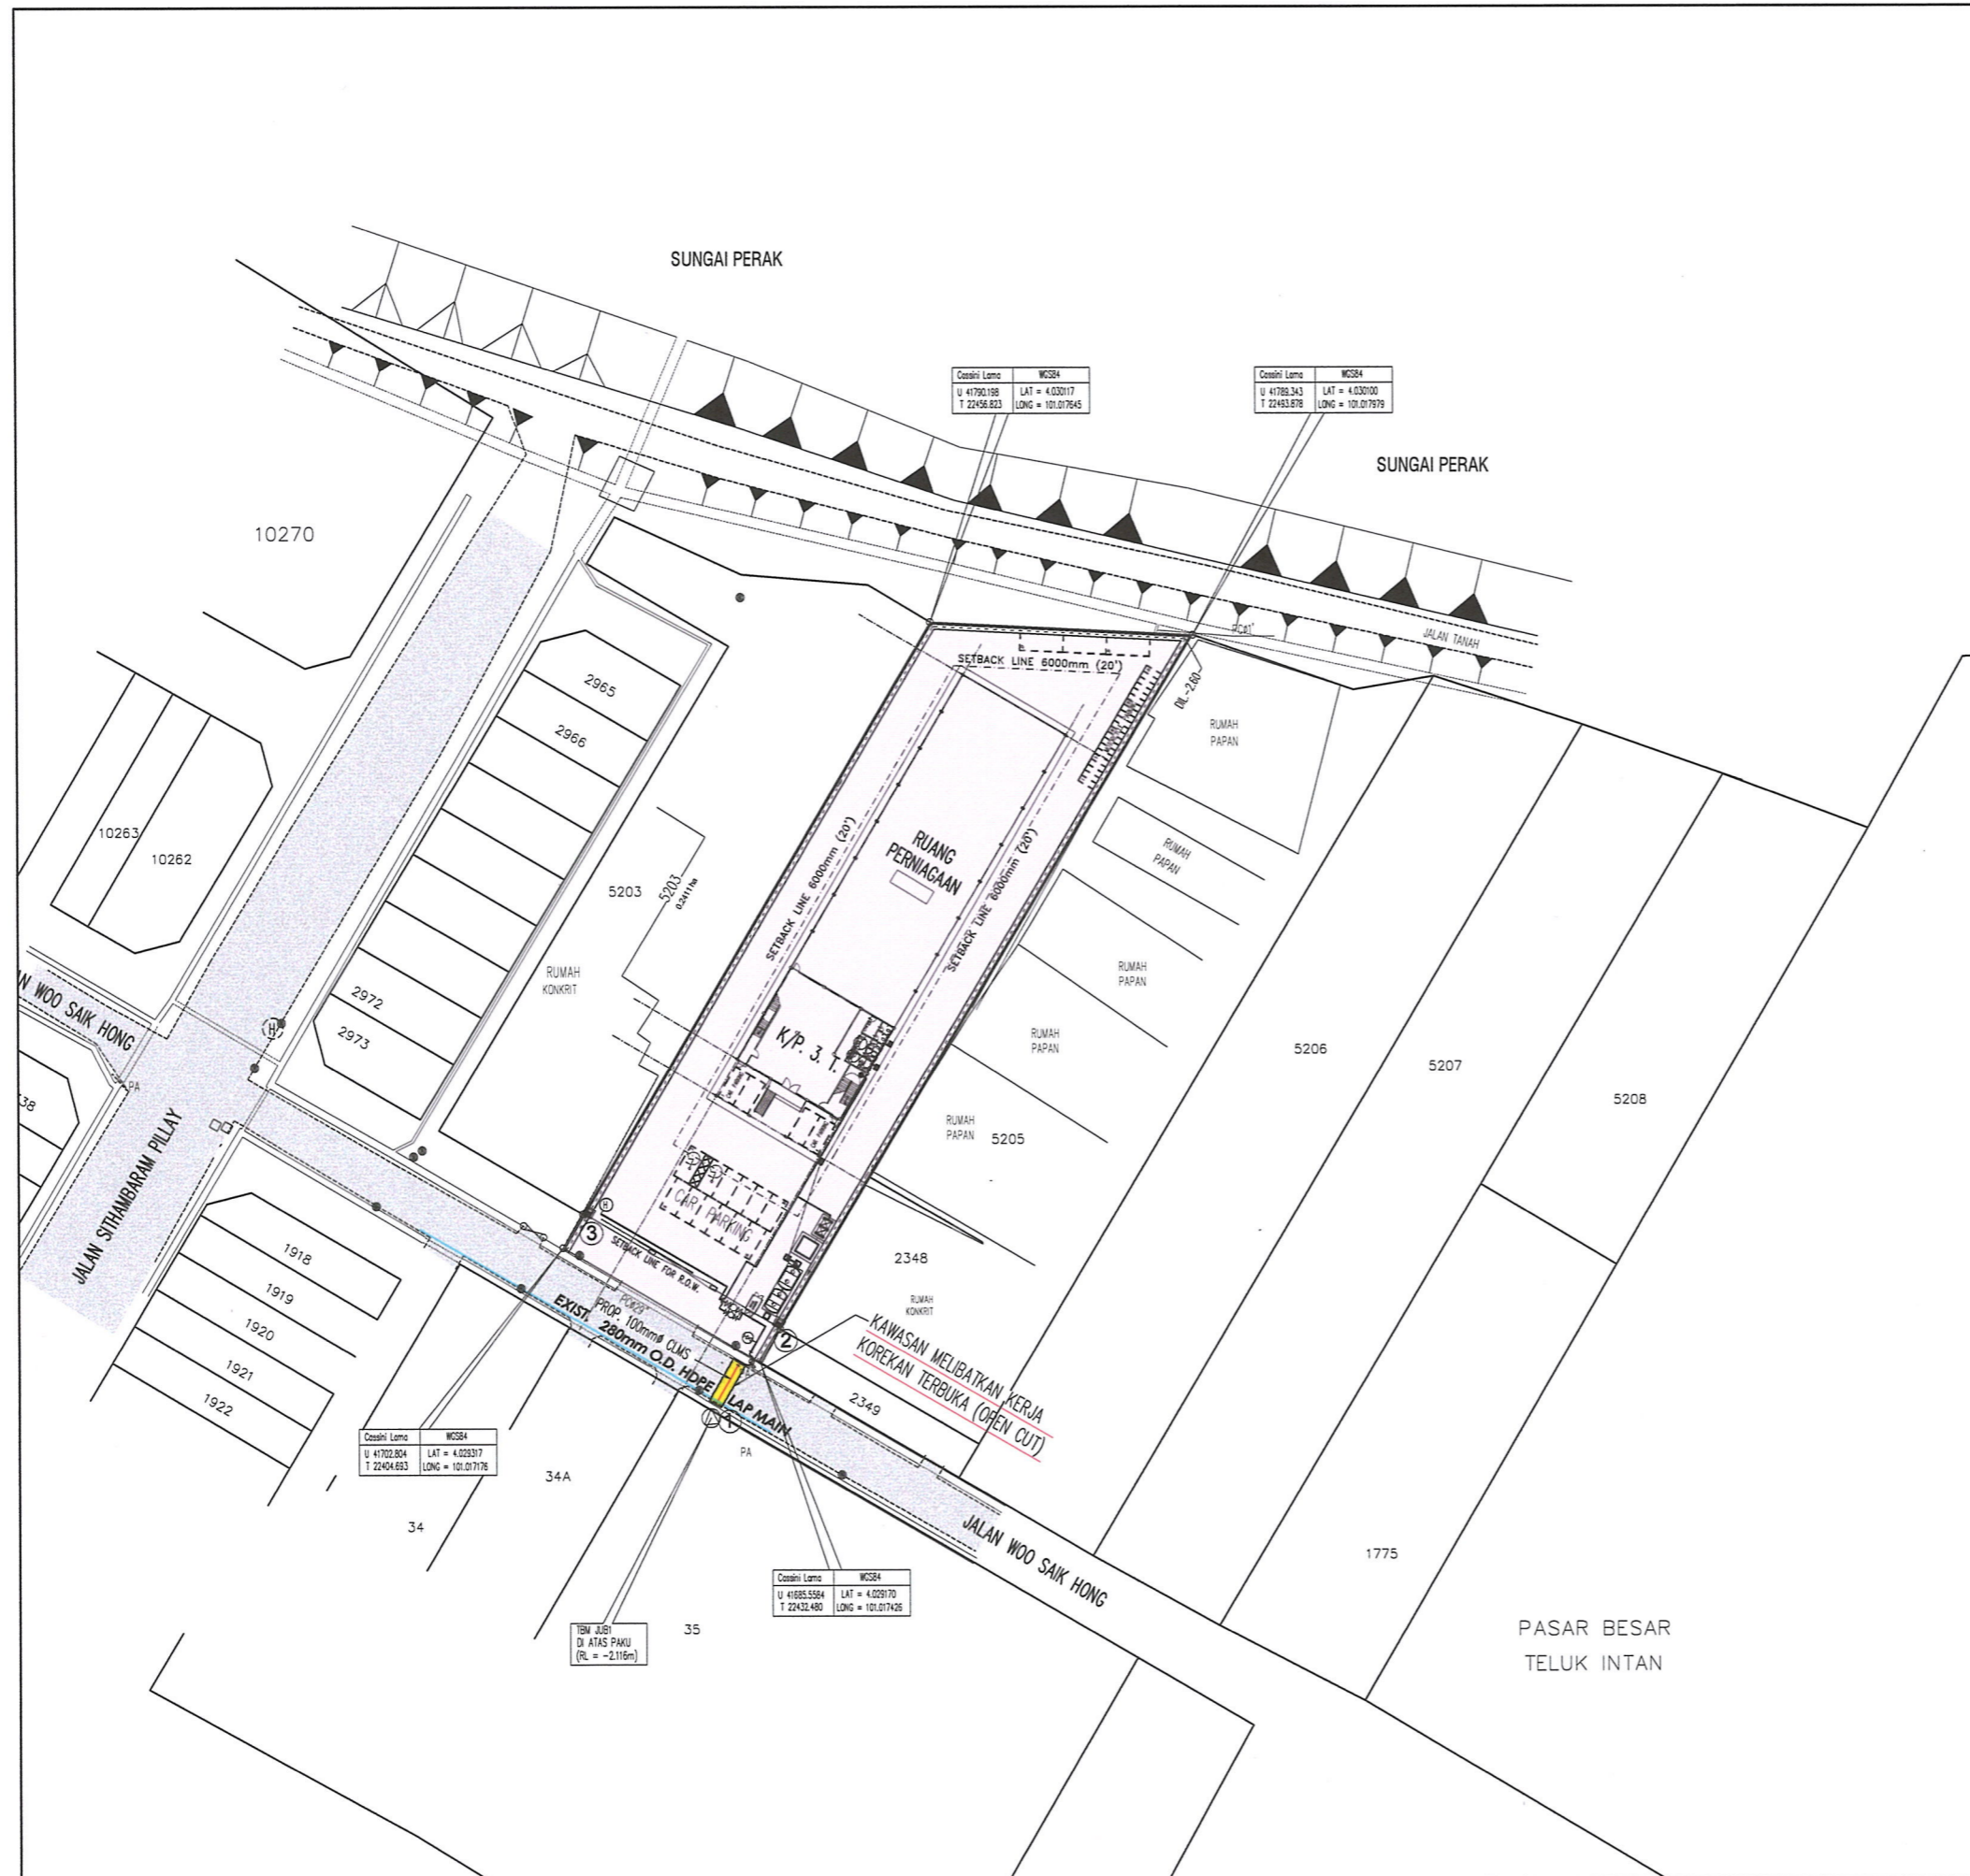 SUNGAI PERAK
Cassini Lama WGS84
U 41790.198 LAT = 4.030117
T 22456.823 LONG = 101.017645
Cassini Lama WGS84
U 41789.343 LAT = 4.030100
T 22493.878 LONG = 101.017979
SUNGAI PERAK
10270
JALAN TANAH
SETBACK LINE 6000mm (20')
2965
2966
RUMAH
PAPAN
10263
10262
RUANG
PERNIAGAAN
SETBACK LINE 6000mm (20')
SETBACK LINE 6000mm (20')
RUMAH
PAPAN
5203
5203
0.2411ha
RUMAH
KONKRIT
RUMAH
PAPAN
2972
2973
N WOO SAIK HONG
H
K/P. 3. T.
RUMAH
PAPAN
5206
5207
5208
PA
38
RUMAH
PAPAN
5205
JALAN SITHAMBARAM PILLAY
CAR PARKING
H
3
SETBACK LINE FOR R.O.W.
1918
1919
1920
1921
1922
2348
RUMAH
KONKRIT
EXIST.
280mm O.D. HDPE
LAP MAIN
PROP. 100mmø CLMS
2
1
KAWASAN MELIBATKAN KERJA
KOREKAN TERBUKA (OPEN CUT)
2349
PA
Cassini Lama WGS84
U 41702.804 LAT = 4.029317
T 22404.693 LONG = 101.017176
34A
34
JALAN WOO SAIK HONG
1775
Cassini Lama WGS84
U 41685.5584 LAT = 4.029170
T 22432.480 LONG = 101.017426
TBM JUB1
DI ATAS PAKU
(RL = -2.116m)
35
PASAR BESAR
TELUK INTAN